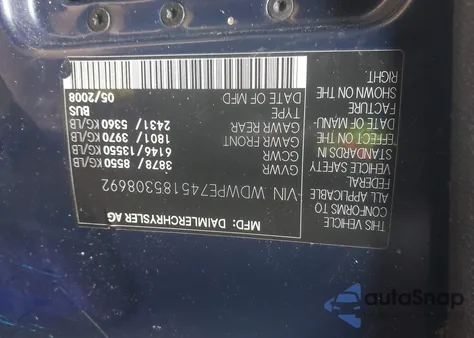 MFD: DAIMLERCHRYSLER AG
VIN WDWPE745185308692
GVWR 3878/ 8550 KG/LB
GCWR 6146/13550 KG/LB
GAWR FRONT 1801/ 3970 KG/LB
GAWR REAR 2431/ 5360 KG/LB
TYPE BUS
DATE OF MFD 05/2008
THIS VEHICLE
CONFORMS TO
ALL APPLICABLE
FEDERAL
VEHICLE SAFETY
STANDARDS IN
EFFECT ON THE
DATE OF MANU-
FACTURE
SHOWN ON THE
RIGHT.
autoSnap